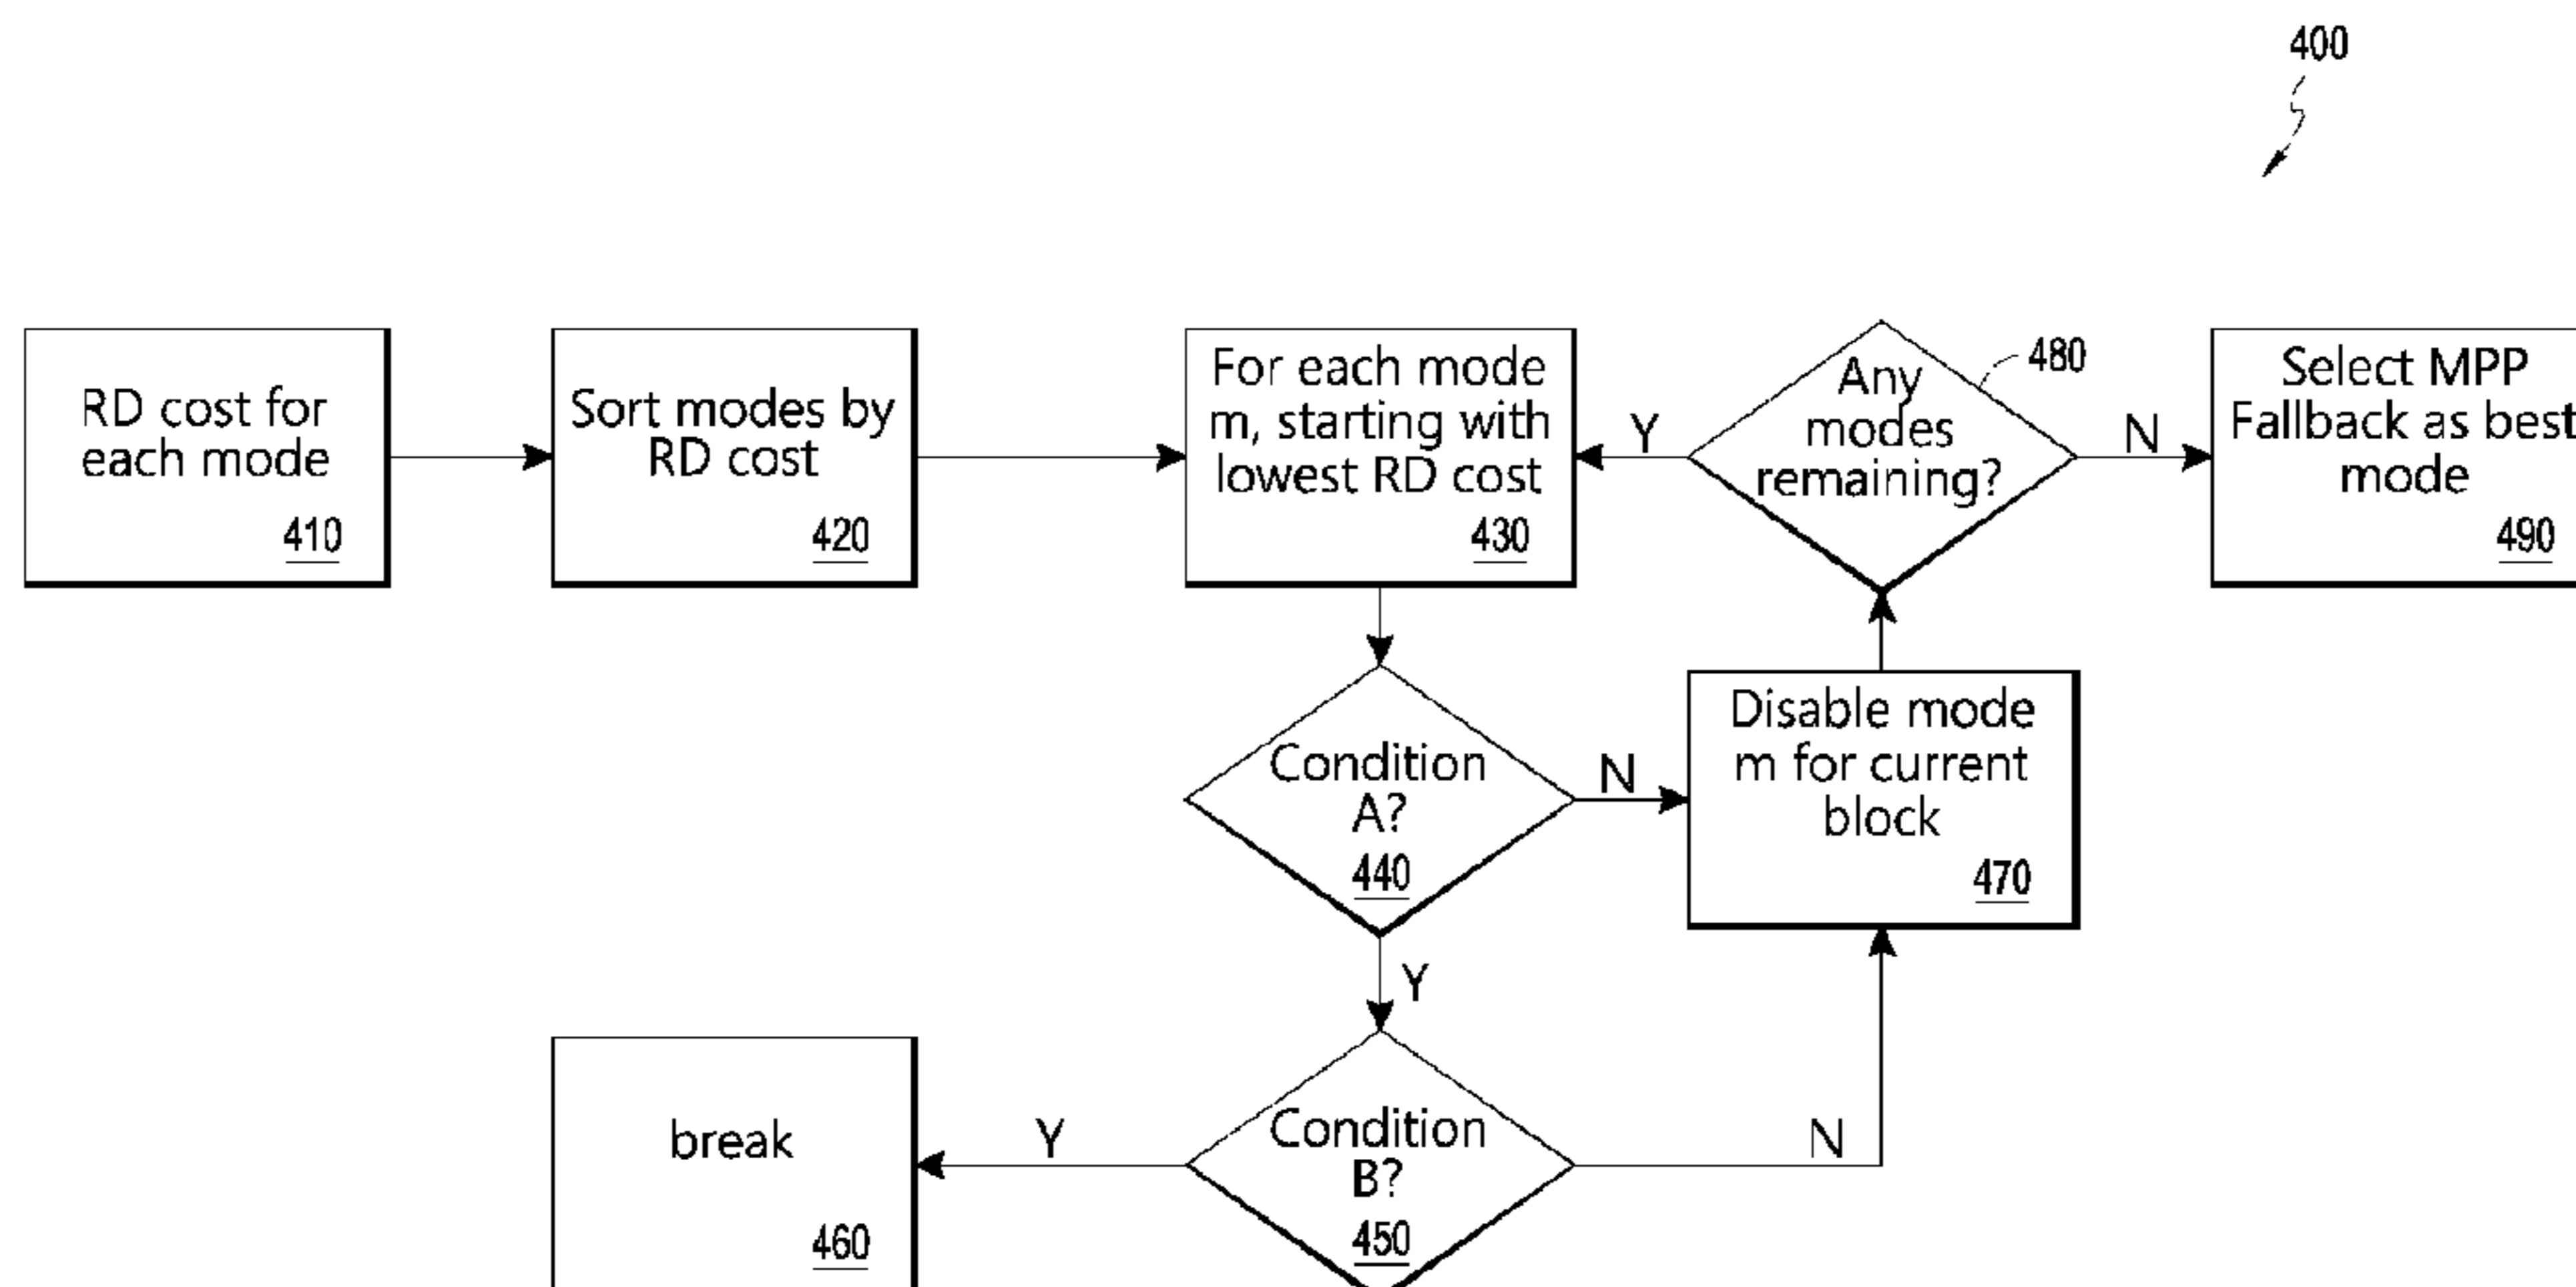 400
RD cost for
each mode
410
Sort modes by
RD cost
420
For each mode
m, starting with
lowest RD cost
430
Y
Any
modes
remaining?
480
N
Select MPP
Fallback as best
mode
490
Condition
A?
440
N
Disable mode
m for current
block
470
Y
break
460
Y
Condition
B?
450
N